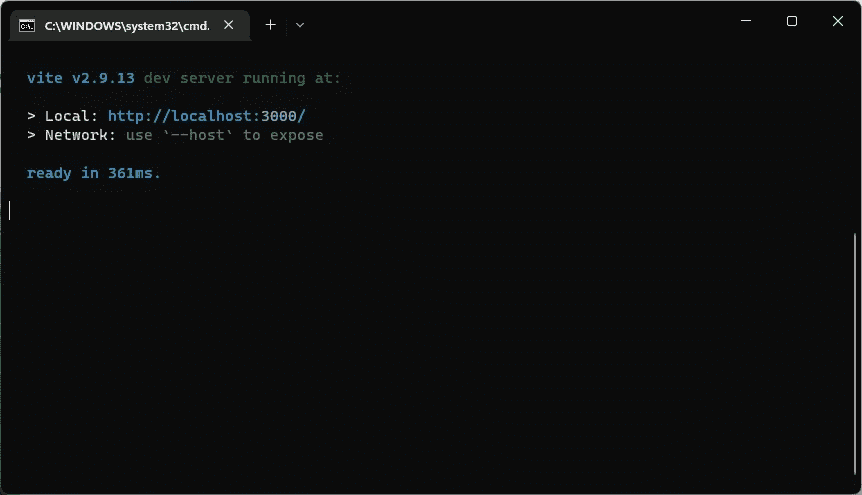 C:\WINDOWS\system32\cmd.
vite v2.9.13 dev server running at:
> Local: http://localhost:3000/
> Network: use `--host` to expose
ready in 361ms.